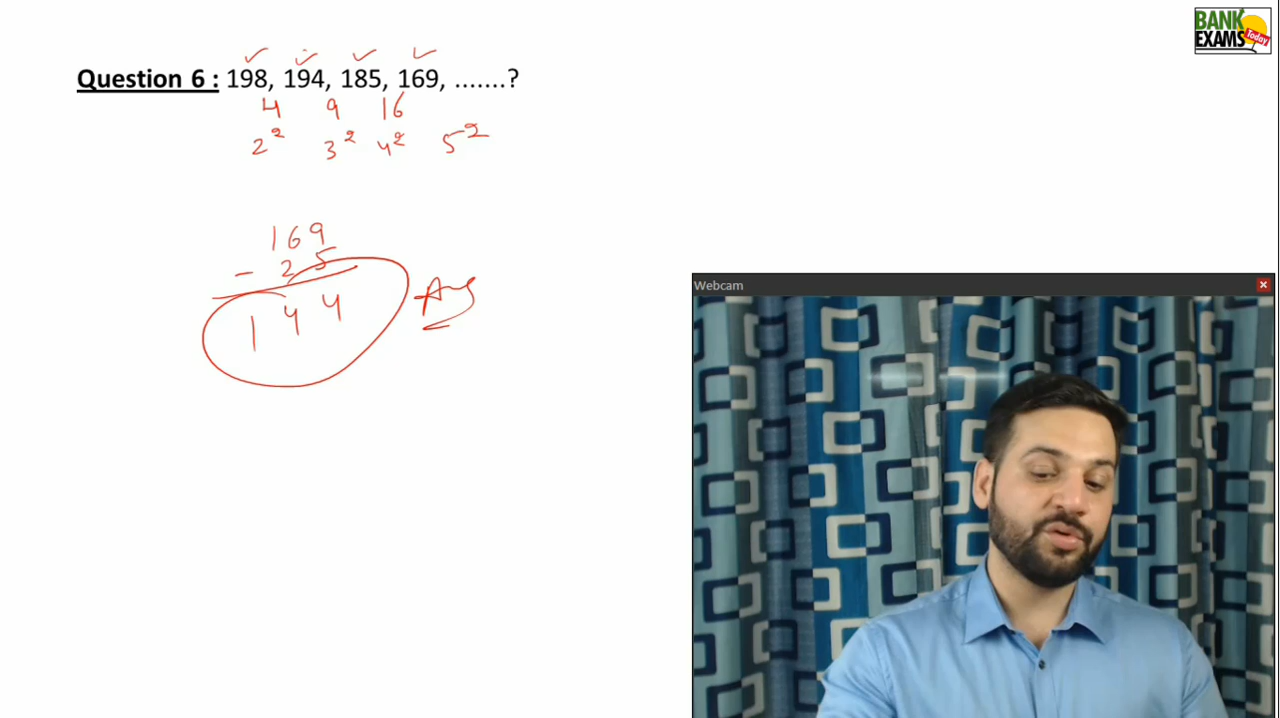 BANK
EXAMS Today
Question 6 : 198, 194, 185, 169, .......?
4 9 16
2² 3² 4² 5²
169
- 25
144 Ans
Webcam